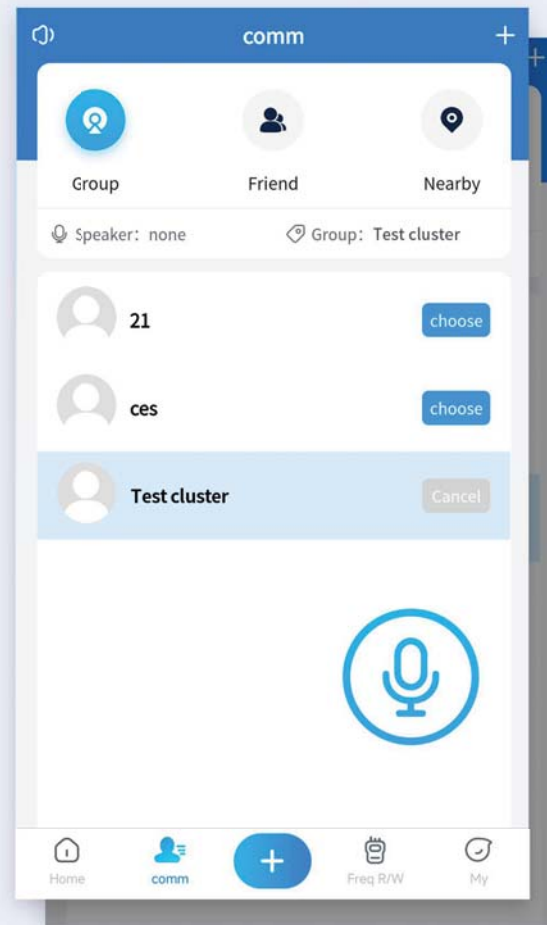 comm
Group
Friend
Nearby
Speaker: none
Group: Test cluster
21
choose
ces
choose
Test cluster
Cancel
Home
comm
Freq R/W
My